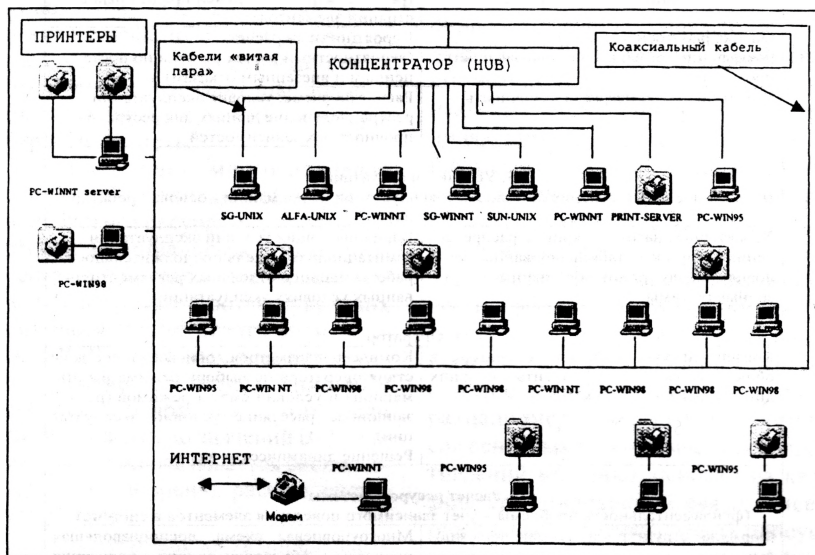 ПРИНТЕРЫ
Кабели «витая
пара»
КОНЦЕНТРАТОР (HUB)
Коаксиальный кабель
PC-WINNT server
SG-UNIX ALFA-UNIX PC-WINNT SG-WINNT SUN-UNIX PC-WINNT PRINT-SERVER PC-WIN95
PC-WIN98
PC-WINNT PC-WIN NT PC-WIN98 PC-WIN98 PC-WIN98 PC-WIN NT PC-WIN98 PC-WIN98 PC-WIN98
ИНТЕРНЕТ
PC-WINNT PC-WIN95 PC-WIN95
Модем